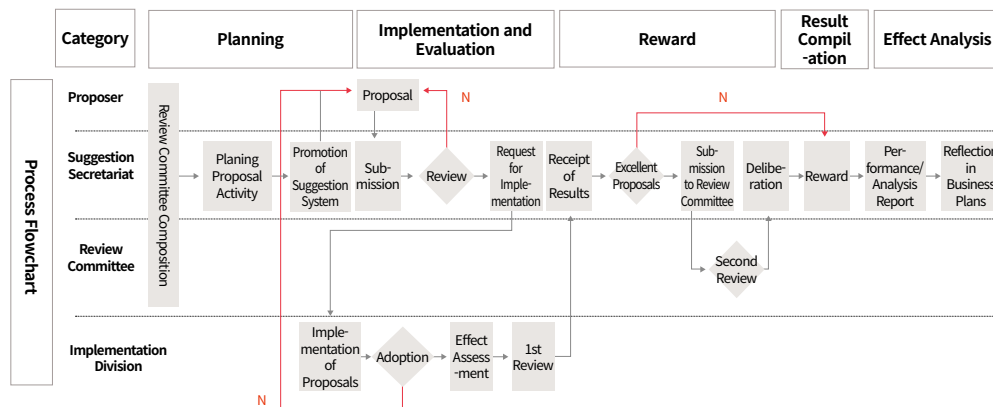 Category
Planning
Implementation and
Evaluation
Reward
Result
Compil
-ation
Effect Analysis
Process Flowchart
Proposer
Review Committee Composition
Proposal
N
N
Suggestion
Secretariat
Planing
Proposal
Activity
Promotion
of
Suggestion
System
Sub-
mission
Review
Request
for
Imple-
mentation
Receipt
of
Results
Excellent
Proposals
Sub-
mission
to Review
Committee
Delibe-
ration
Reward
Per-
formance/
Analysis
Report
Reflection
in
Business
Plans
Review
Committee
Second
Review
Implementation
Division
Imple-
mentation
of
Proposals
Adoption
Effect
Assess
-ment
1st
Review
N